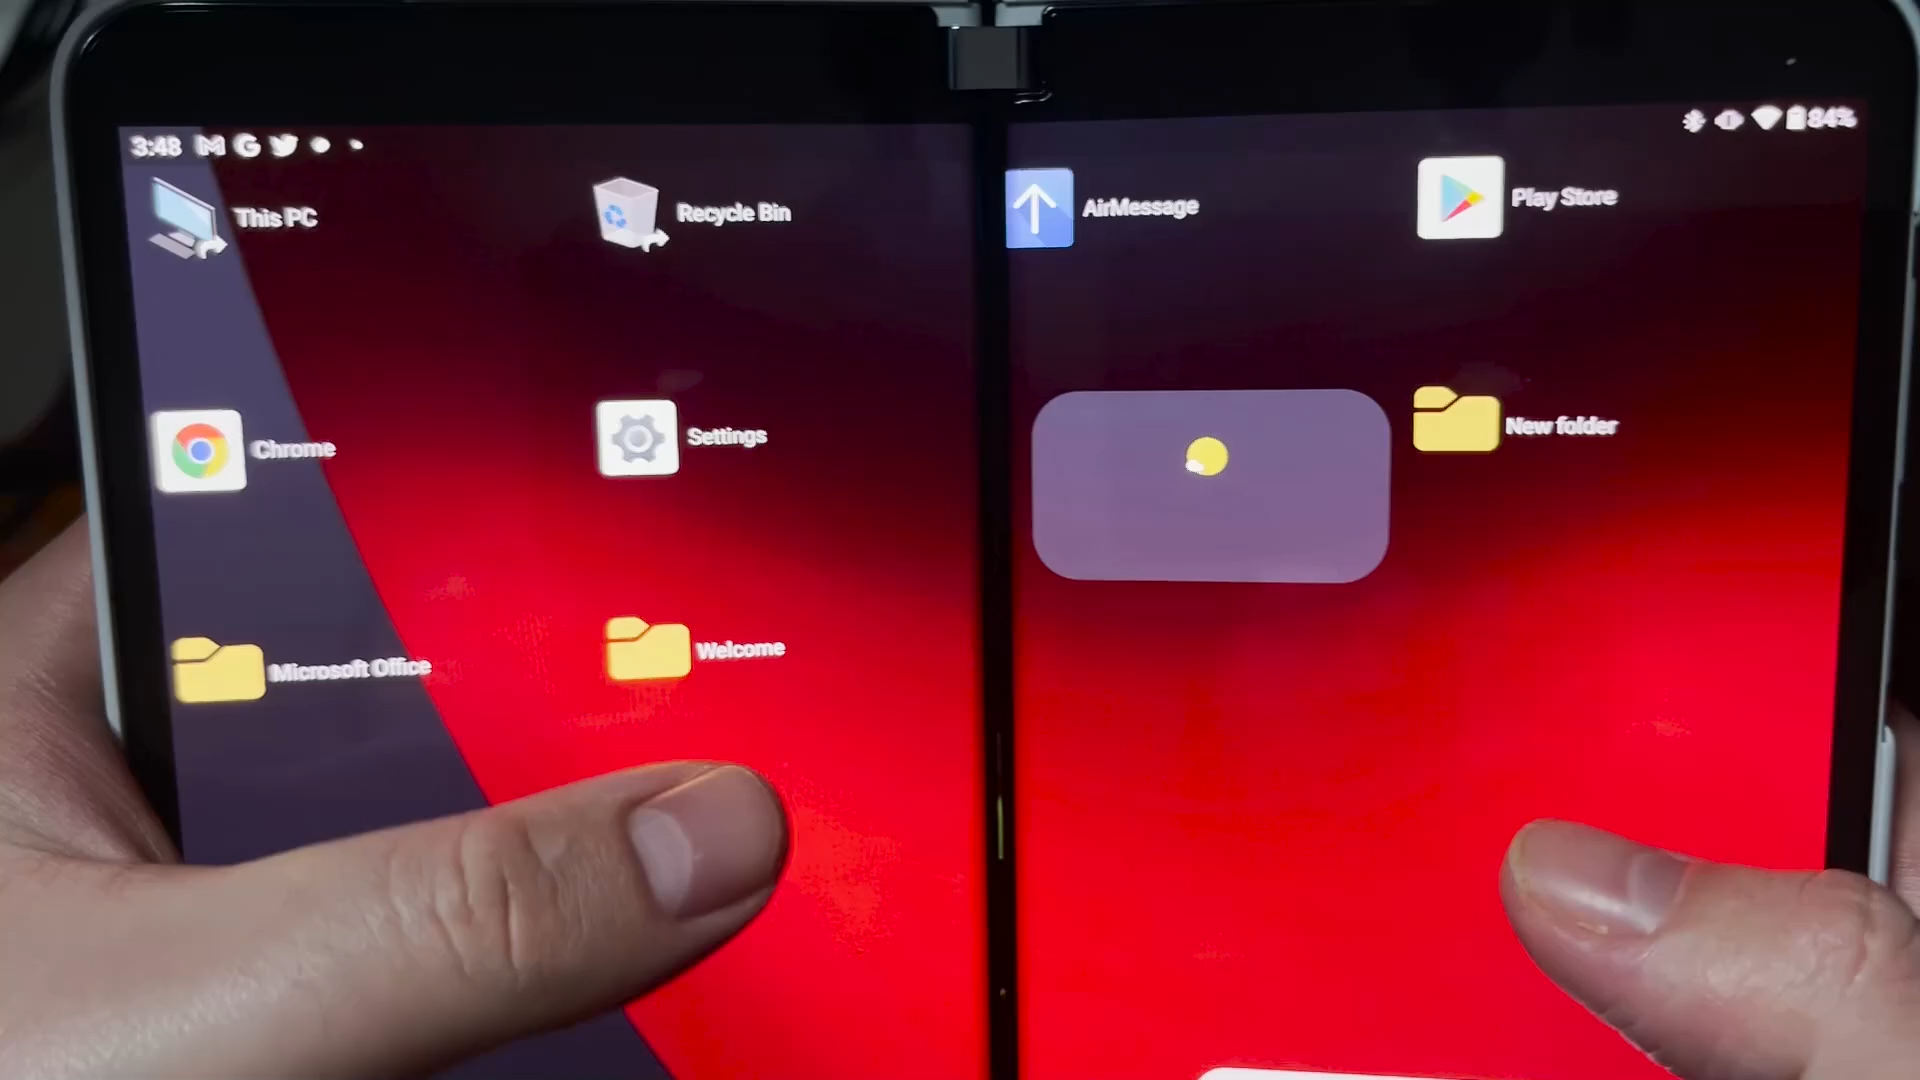 3:48
84%
This PC
Recycle Bin
AirMessage
Play Store
Chrome
Settings
New folder
Microsoft Office
Welcome